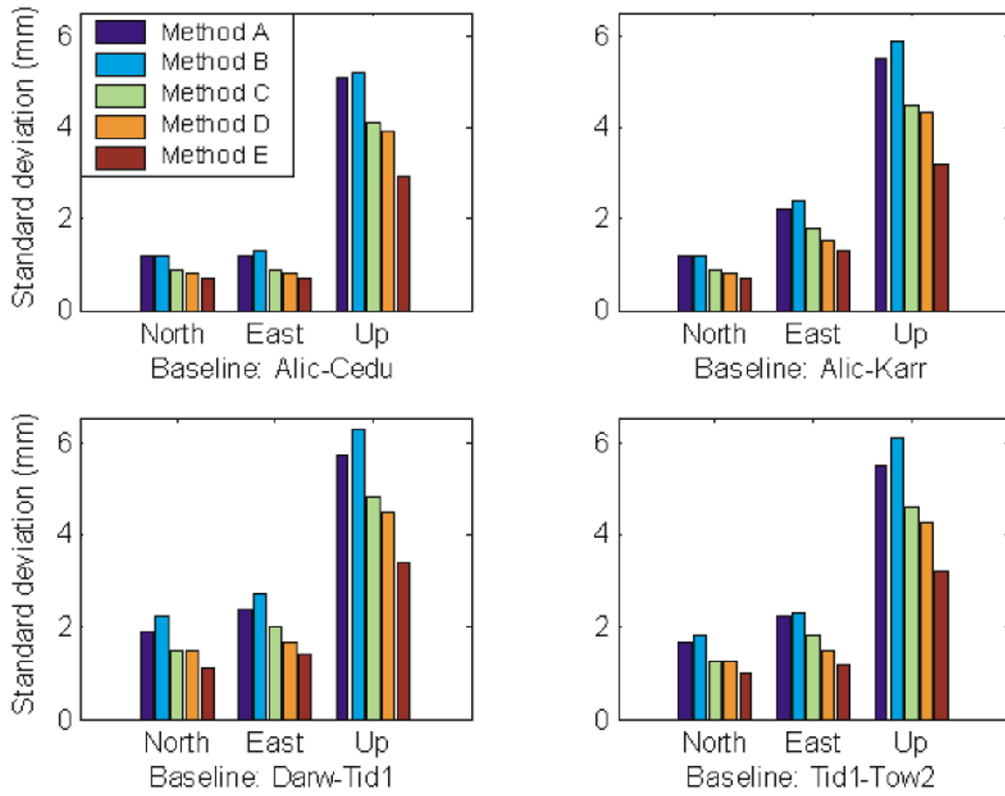 Standard deviation (mm)
6
4
2
0
Method A
Method B
Method C
Method D
Method E
North East Up
Baseline: Alic-Cedu
6
4
2
0
North East Up
Baseline: Alic-Karr
Standard deviation (mm)
6
4
2
0
North East Up
Baseline: Darw-Tid1
6
4
2
0
North East Up
Baseline: Tid1-Tow2